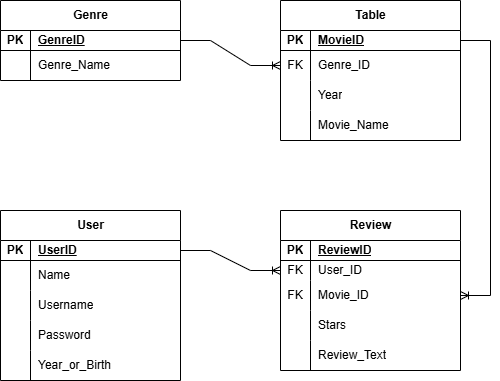 Genre
PK GenreID
Genre_Name
Table
PK MovieID
FK Genre_ID
Year
Movie_Name
User
PK UserID
Name
Username
Password
Year_or_Birth
Review
PK ReviewID
FK User_ID
FK Movie_ID
Stars
Review_Text